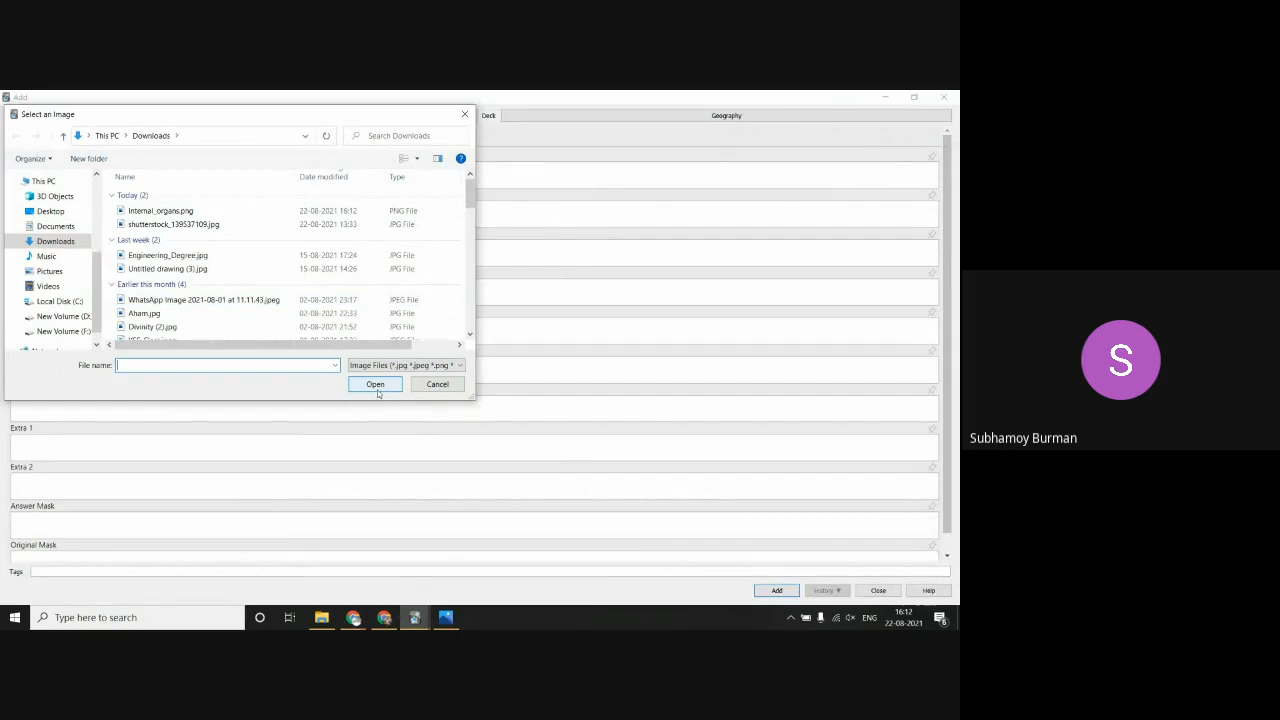 Add
Select an Image
Deck
Geography
This PC
Downloads
Search Downloads
Organize
New folder
This PC
3D Objects
Desktop
Documents
Downloads
Music
Pictures
Videos
Local Disk (C:)
New Volume (D:
New Volume (F:)
Name
Date modified
Type
Today (2)
Internal_organs.png 22-08-2021 16:12 PNG File
shutterstock_139537109.jpg 22-08-2021 13:33 JPG File
Last week (2)
Engineering_Degree.jpg 15-08-2021 17:24 JPG File
Untitled drawing (3).jpg 15-08-2021 14:26 JPG File
Earlier this month (4)
WhatsApp Image 2021-08-01 at 11.11.43.jpeg 02-08-2021 23:17 JPEG File
Aham.jpg 02-08-2021 22:33 JPG File
Divinity (2).jpg 02-08-2021 21:52 JPG File
File name:
Image Files (*.jpg *.jpeg *.png *
Open
Cancel
Extra 1
Extra 2
Answer Mask
Original Mask
Tags
Add
History
Close
Help
Type here to search
ENG
16:12
22-08-2021
6
S
Subhamoy Burman